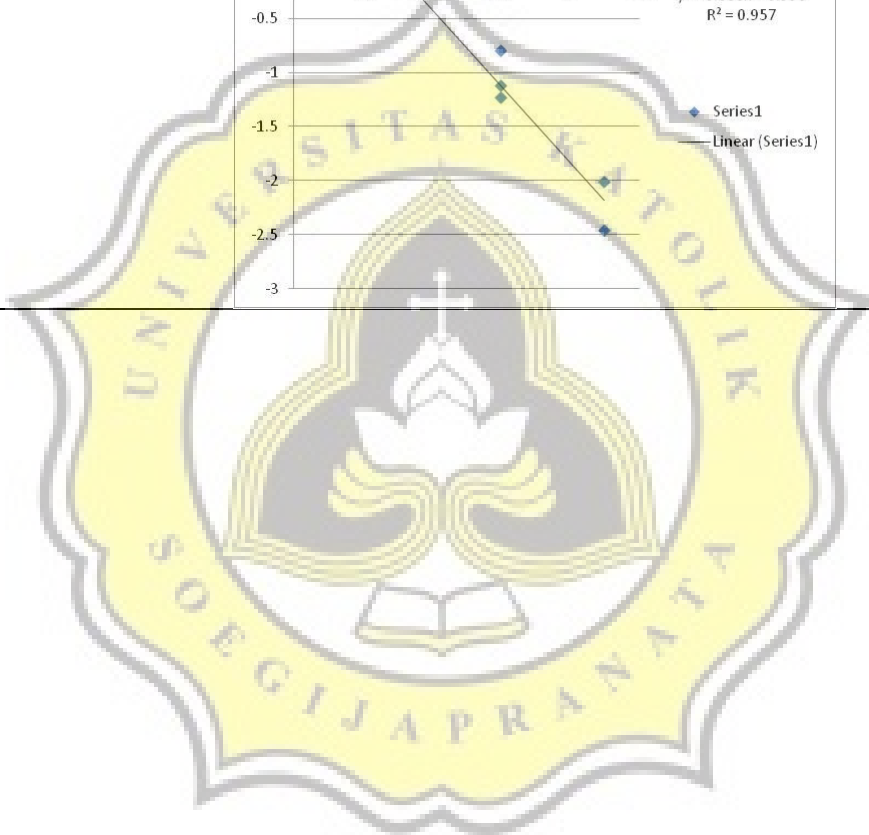 -0.5
R² = 0.957
-1
Series1
-1.5
Linear (Series1)
-2
-2.5
-3
UNIVERSITAS KATOLIK
SOEGIJAPRANATA